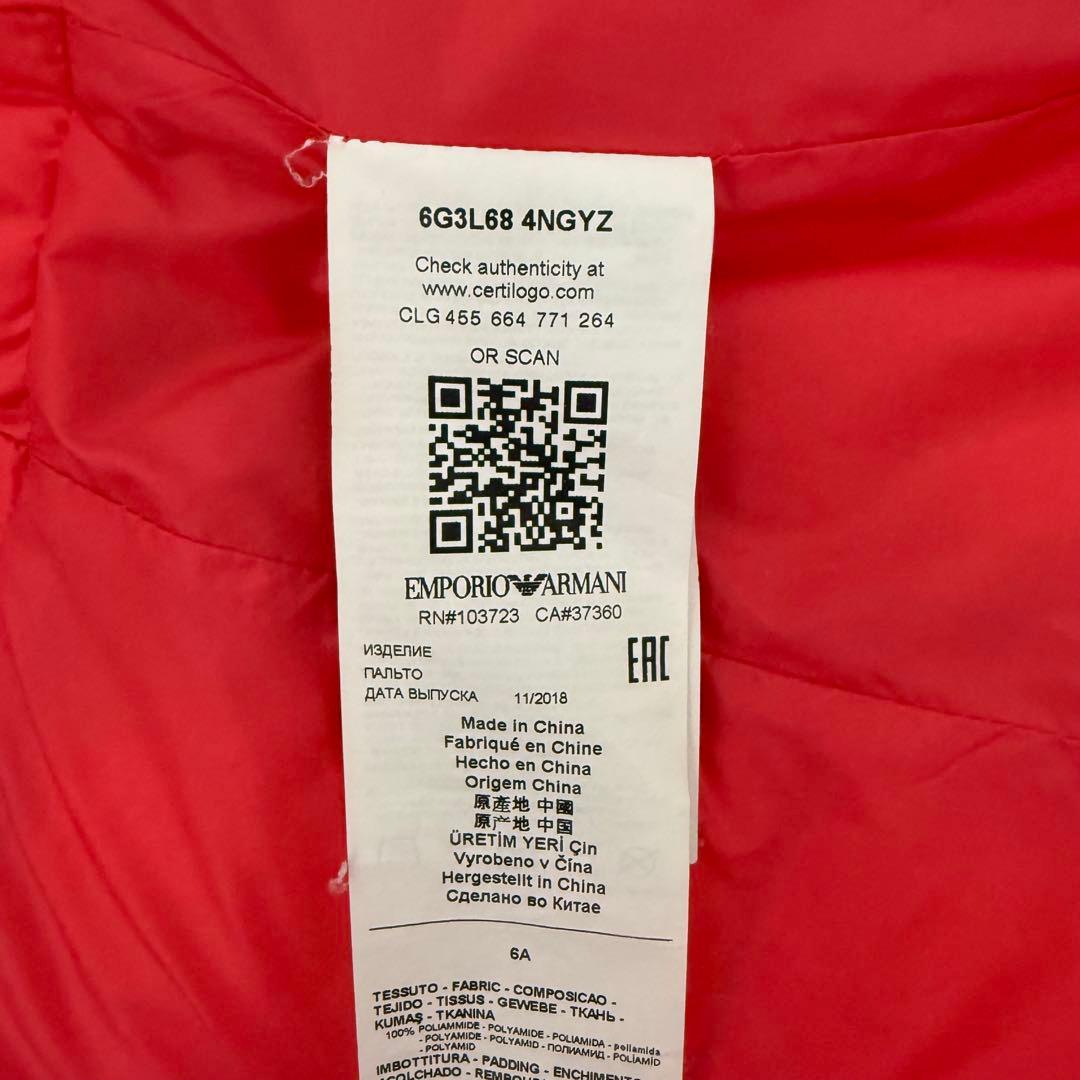 6G3L68 4NGYZ
Check authenticity at
www.certilogo.com
CLG 455 664 771 264
OR SCAN
EMPORIO ARMANI
RN#103723 CA#37360
ИЗДЕЛИЕ
ПАЛЬТО
EAC
ДАТА ВЫПУСКА 11/2018
Made in China
Fabriqué en Chine
Hecho en China
Origem China
原產地 中國
原产地 中国
ÜRETİM YERİ Çin
Vyrobeno v Čína
Hergestellt in China
Сделано во Китае
6A
TESSUTO - FABRIC - COMPOSICAO -
TEJIDO - TISSUS - GEWEBE - ТКАНЬ -
KUMAŞ - TKANINA
100% POLIAMMIDE - POLYAMIDE - POLIAMIDA - poliamida
- POLYAMIDE - POLYAMID - ПОЛИАМИД - POLİAMİD
- POLYAMID
IMBOTTITURA - PADDING - ENCHIMENTO
ACOLCHADO